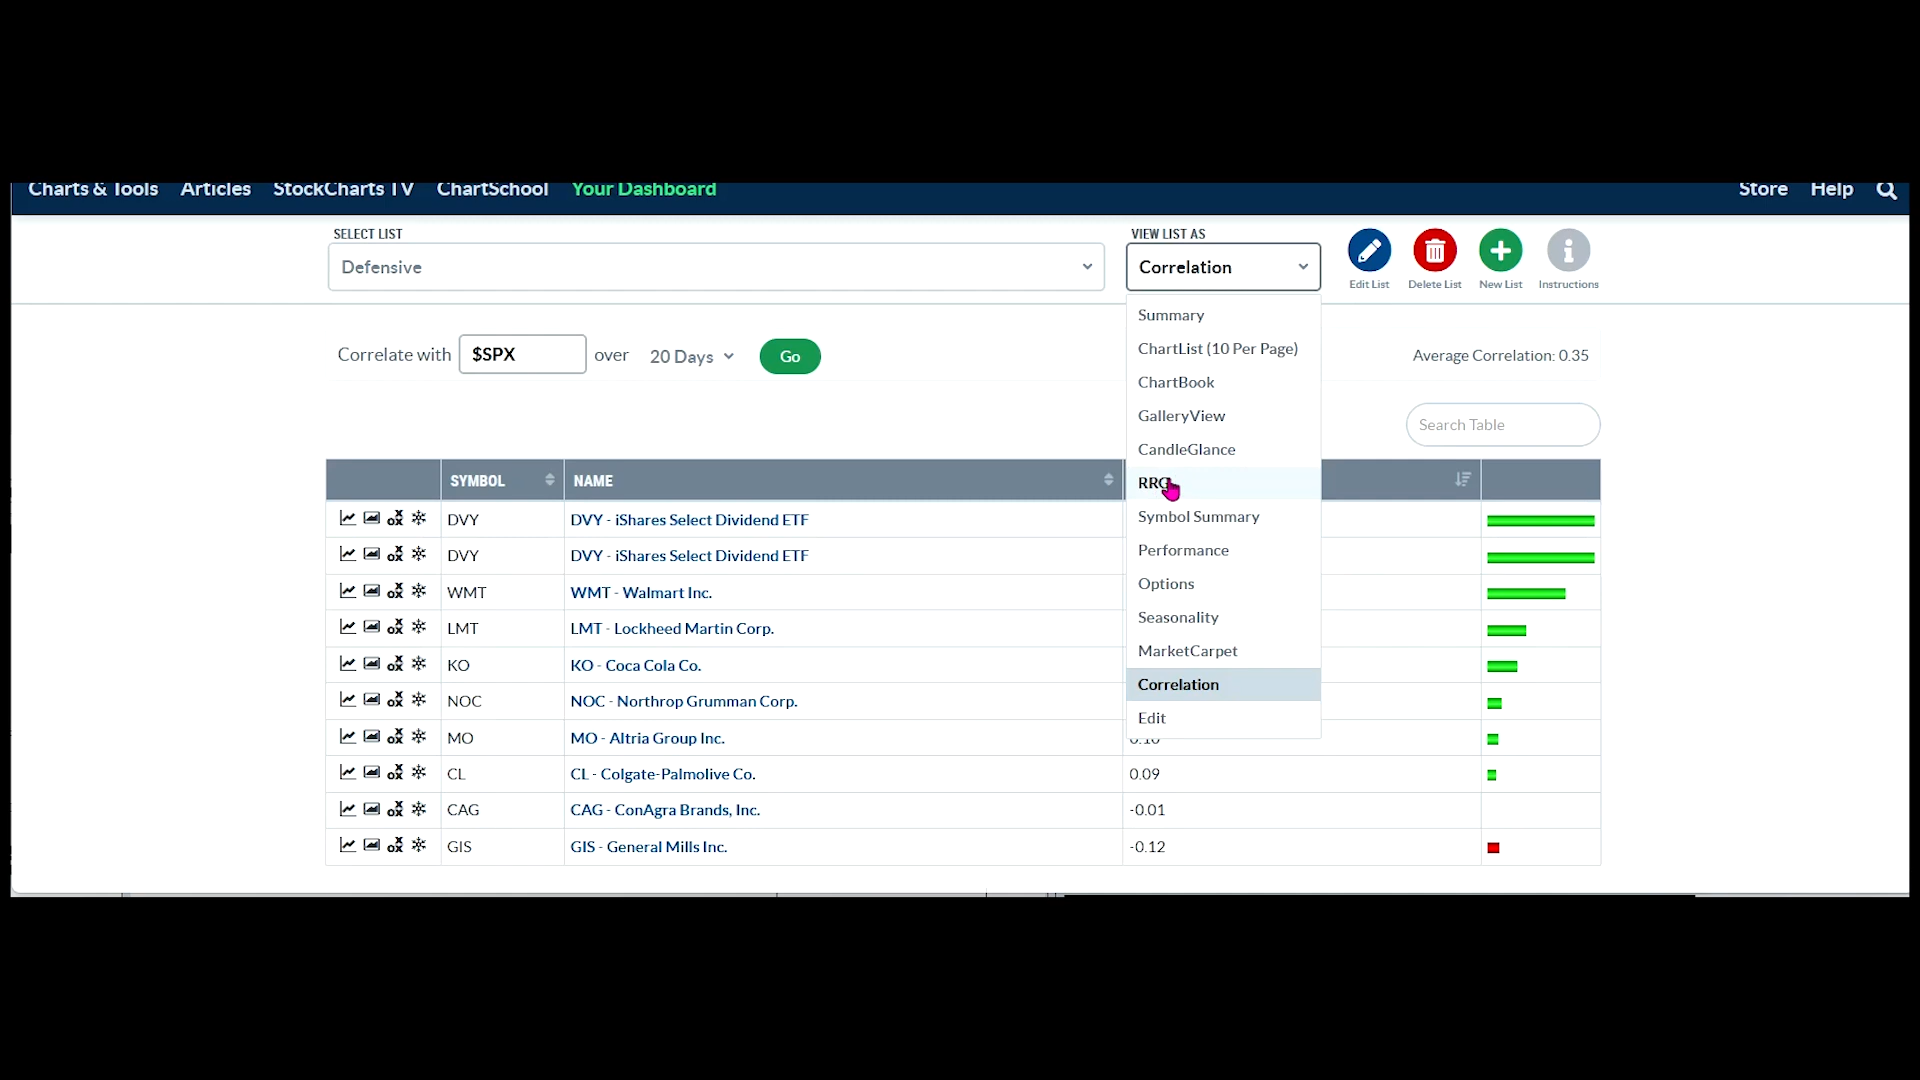 Charts & Tools Articles StockCharts TV ChartSchool Your Dashboard Store Help
SELECT LIST VIEW LIST AS
Defensive Correlation
Edit List Delete List New List Instructions
Summary
Correlate with $SPX over 20 Days Go Average Correlation: 0.35
ChartList (10 Per Page)
ChartBook
GalleryView
Search Table
CandleGlance
SYMBOL NAME
RRG
Symbol Summary
Performance
Options
Seasonality
MarketCarpet
Correlation
Edit
DVY DVY - iShares Select Dividend ETF
DVY DVY - iShares Select Dividend ETF
WMT WMT - Walmart Inc.
LMT LMT - Lockheed Martin Corp.
KO KO - Coca Cola Co.
NOC NOC - Northrop Grumman Corp.
MO MO - Altria Group Inc. 0.10
CL CL - Colgate-Palmolive Co. 0.09
CAG CAG - ConAgra Brands, Inc. -0.01
GIS GIS - General Mills Inc. -0.12